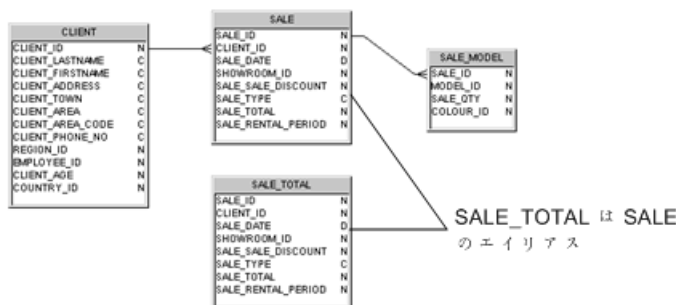 CLIENT
CLIENT_ID N
CLIENT_LASTNAME C
CLIENT_FIRSTNAME C
CLIENT_ADDRESS C
CLIENT_TOWN C
CLIENT_AREA C
CLIENT_AREA_CODE C
CLIENT_PHONE_NO C
REGION_ID N
EMPLOYEE_ID N
CLIENT_AGE N
COUNTRY_ID N
SALE
SALE_ID N
CLIENT_ID N
SALE_DATE D
SHOWROOM_ID N
SALE_SALE_DISCOUNT N
SALE_TYPE C
SALE_TOTAL N
SALE_RENTAL_PERIOD N
SALE_MODEL
SALE_ID N
MODEL_ID N
SALE_QTY N
COLOUR_ID N
SALE_TOTAL
SALE_ID N
CLIENT_ID N
SALE_DATE D
SHOWROOM_ID N
SALE_SALE_DISCOUNT N
SALE_TYPE C
SALE_TOTAL N
SALE_RENTAL_PERIOD N
SALE_TOTAL は SALE
のエイリアス